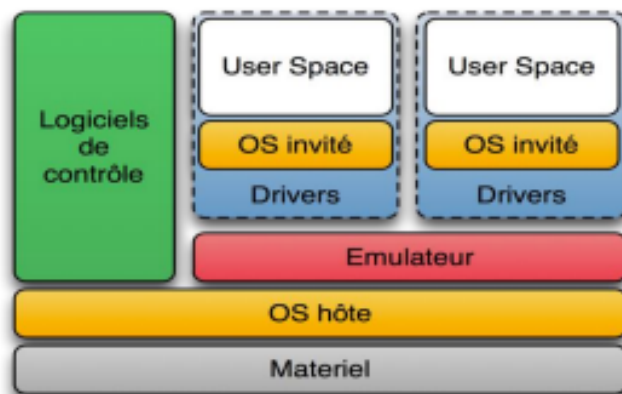 Logiciels
de
contrôle
User Space
OS invité
Drivers
User Space
OS invité
Drivers
Emulateur
OS hôte
Materiel